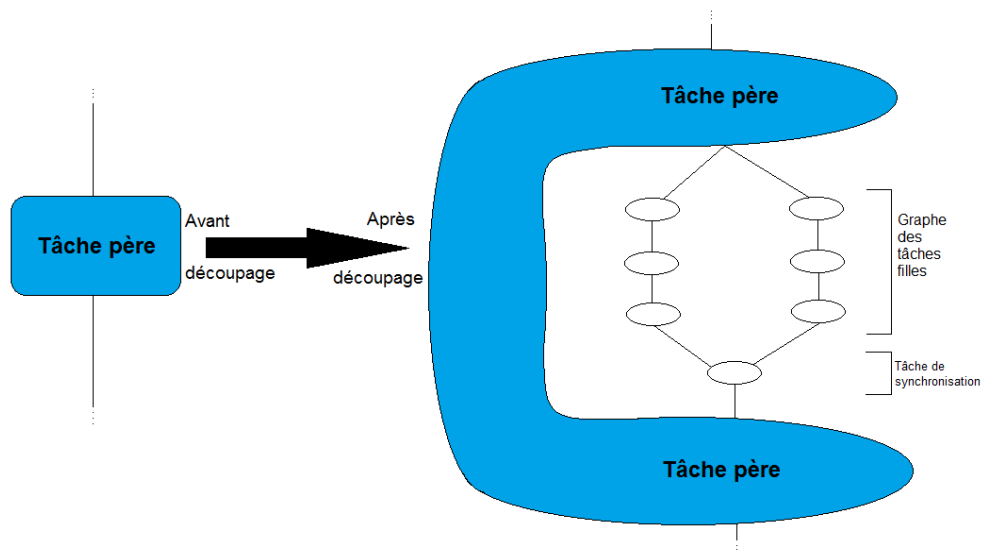 Tâche père
Avant
découpage
Après
découpage
Tâche père
Graphe
des
tâches
filles
Tâche de
synchronisation
Tâche père